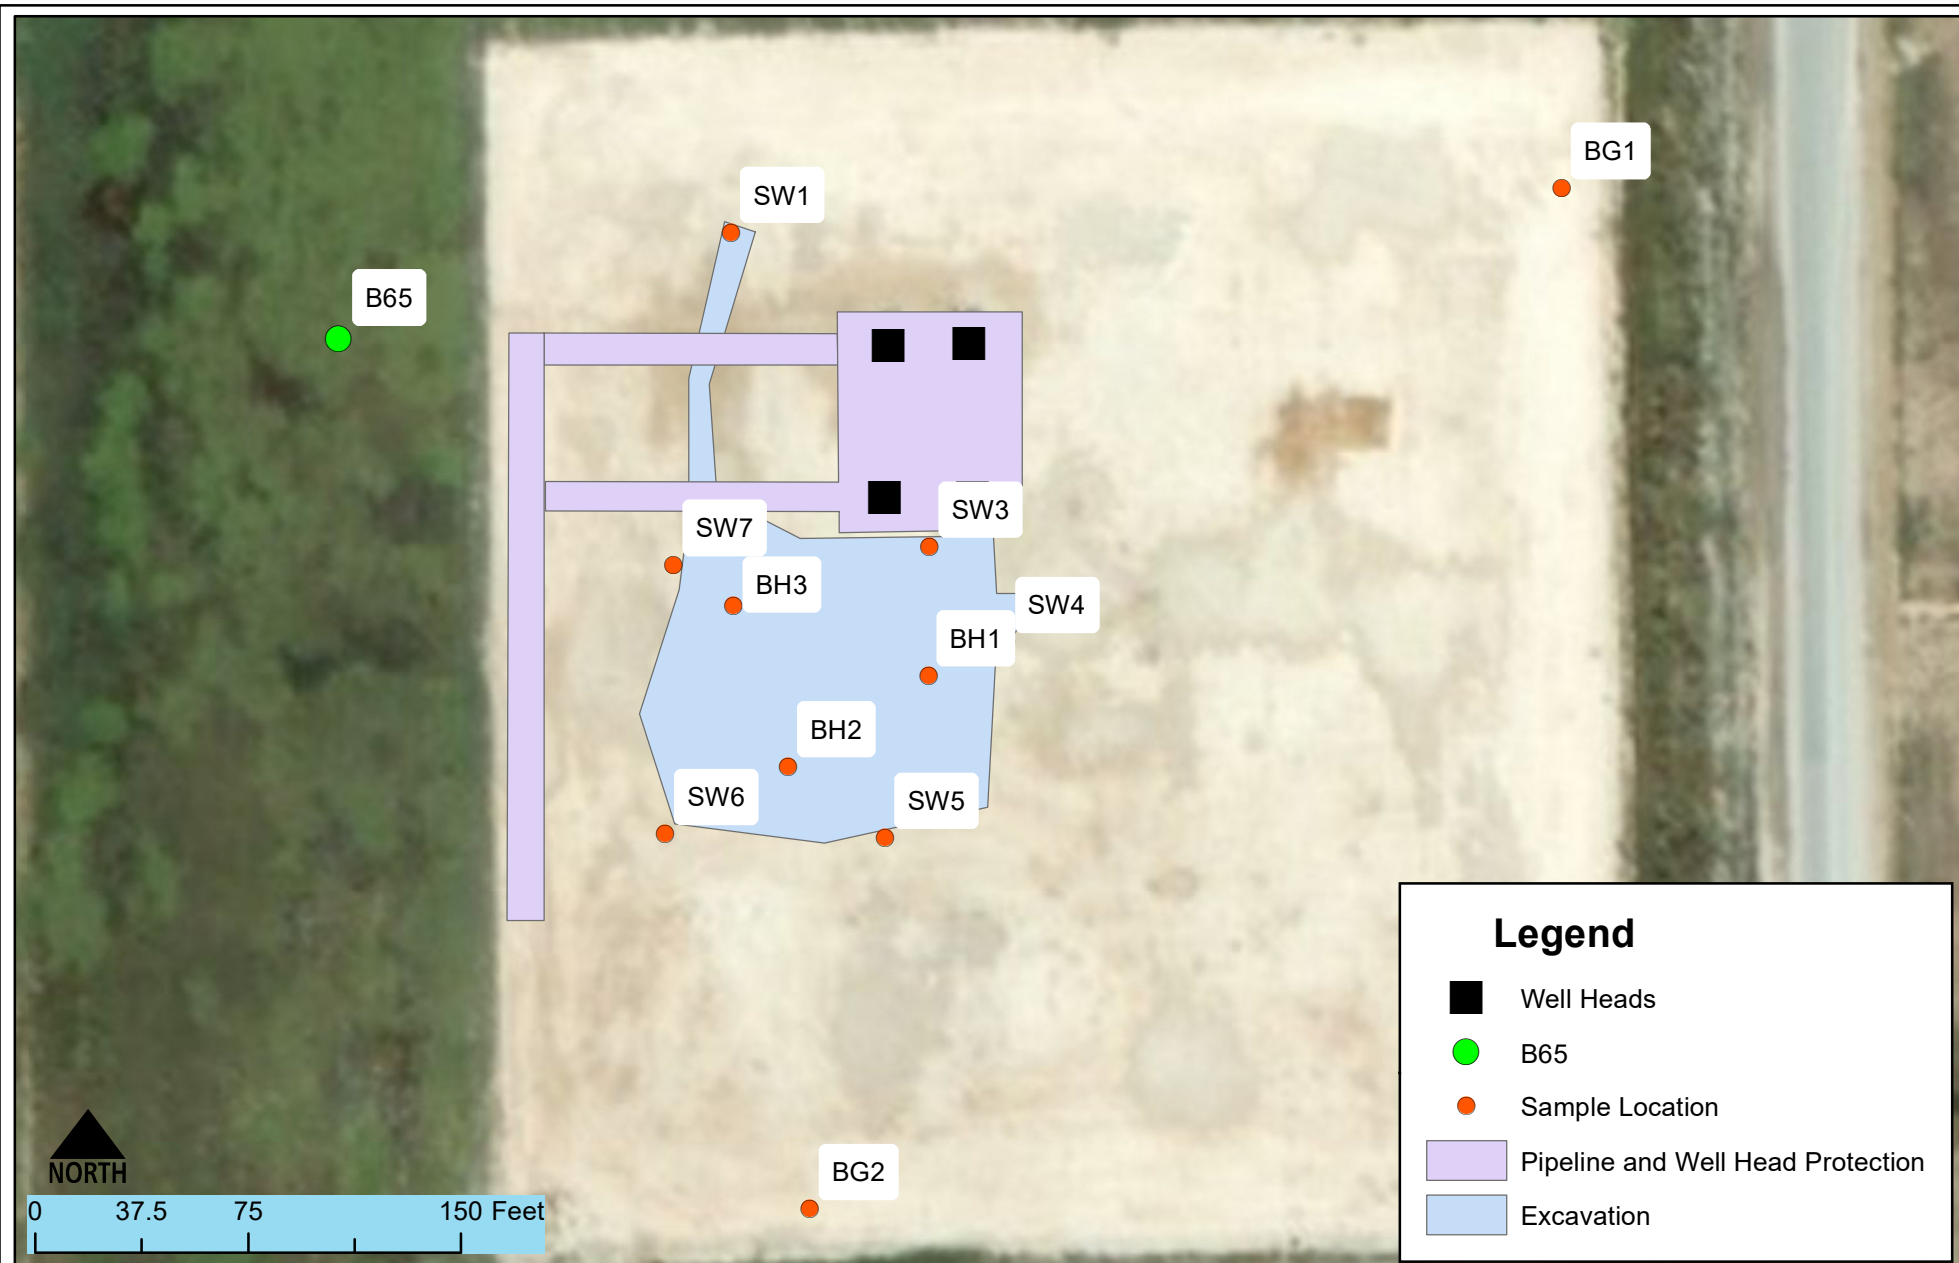 BG1
SW1
B65
SW3
SW7
BH3
SW4
BH1
BH2
SW6
SW5
BG2
NORTH
0 37.5 75 150 Feet
Legend
Well Heads
B65
Sample Location
Pipeline and Well Head Protection
Excavation